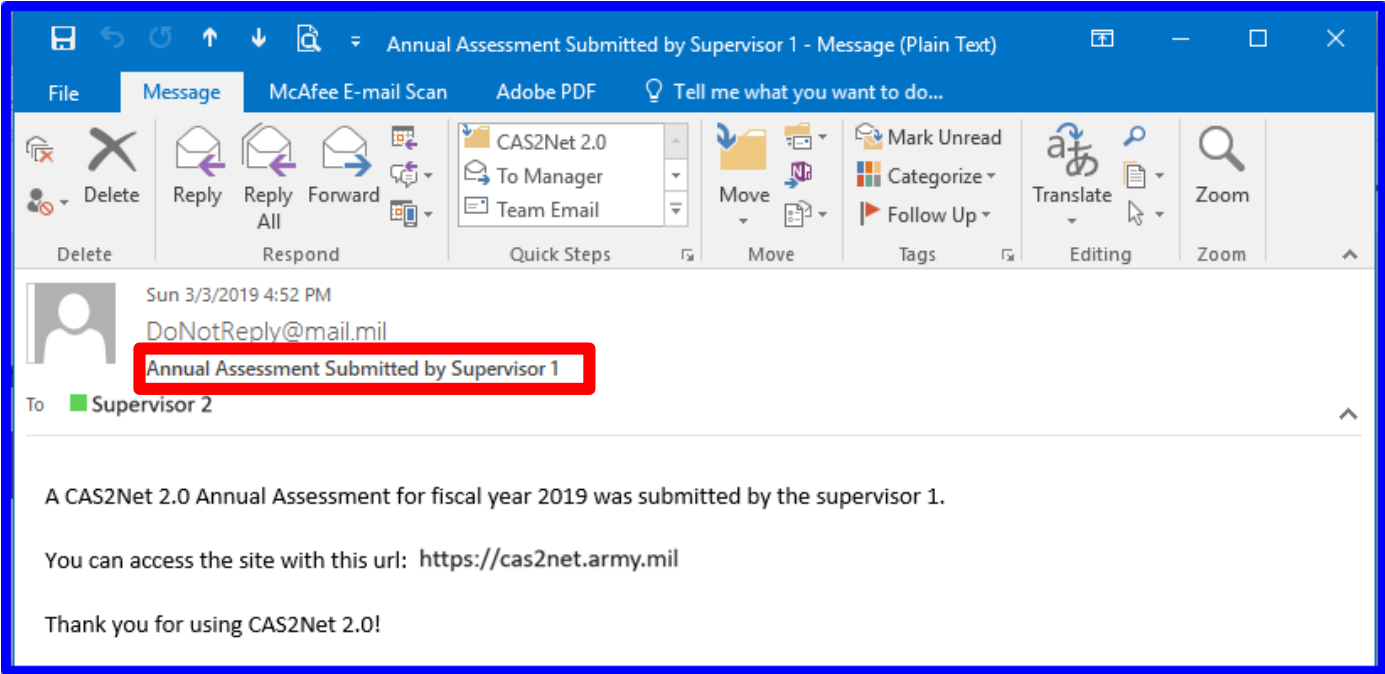 Annual Assessment Submitted by Supervisor 1 - Message (Plain Text)
File Message McAfee E-mail Scan Adobe PDF Tell me what you want to do...
Delete
Reply
Reply All
Forward
CAS2Net 2.0
To Manager
Team Email
Move
Mark Unread
Categorize
Follow Up
Translate
Zoom
Delete Respond Quick Steps Move Tags Editing Zoom
Sun 3/3/2019 4:52 PM
DoNotReply@mail.mil
Annual Assessment Submitted by Supervisor 1
To Supervisor 2
A CAS2Net 2.0 Annual Assessment for fiscal year 2019 was submitted by the supervisor 1.
You can access the site with this url: https://cas2net.army.mil
Thank you for using CAS2Net 2.0!